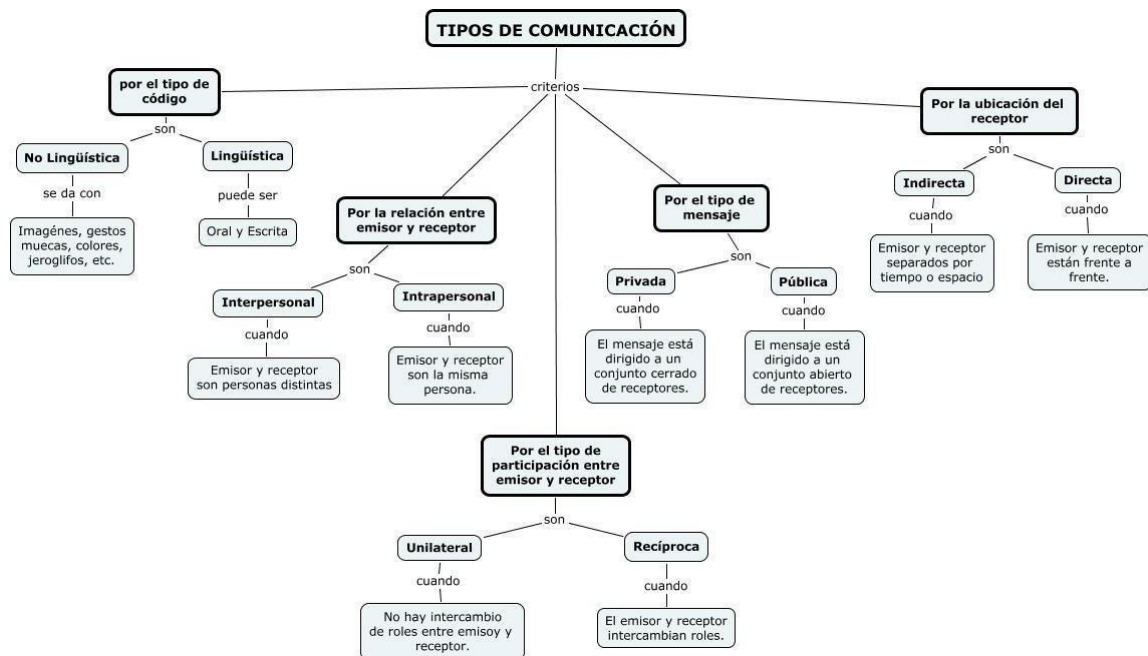 TIPOS DE COMUNICACIÓN
criterios
por el tipo de
código
son
No Lingüística
se da con
Imagénes, gestos
muecas, colores,
jeroglifos, etc.
Lingüística
puede ser
Oral y Escrita
Por la relación entre
emisor y receptor
son
Interpersonal
cuando
Emisor y receptor
son personas distintas
Intrapersonal
cuando
Emisor y receptor
son la misma
persona.
Por el tipo de
mensaje
son
Privada
cuando
El mensaje está
dirigido a un
conjunto cerrado
de receptores.
Pública
cuando
El mensaje está
dirigido a un
conjunto abierto
de receptores.
Por la ubicación del
receptor
son
Indirecta
cuando
Emisor y receptor
separados por
tiempo o espacio
Directa
cuando
Emisor y receptor
están frente a
frente.
Por el tipo de
participación entre
emisor y receptor
son
Unilateral
cuando
No hay intercambio
de roles entre emisoy y
receptor.
Recíproca
cuando
El emisor y receptor
intercambian roles.